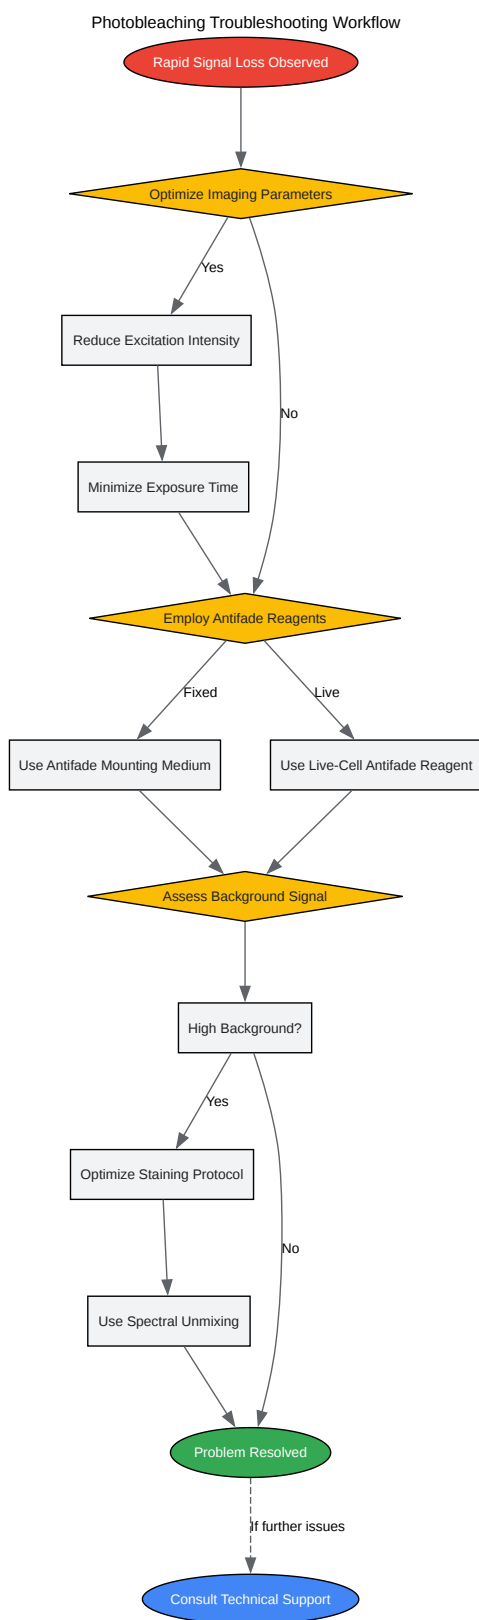 Photobleaching Troubleshooting Workflow
Rapid Signal Loss Observed
Optimize Imaging Parameters
Yes
Reduce Excitation Intensity
No
Minimize Exposure Time
Employ Antifade Reagents
Fixed
Live
Use Antifade Mounting Medium
Use Live-Cell Antifade Reagent
Assess Background Signal
High Background?
Yes
Optimize Staining Protocol
No
Use Spectral Unmixing
Problem Resolved
If further issues
Consult Technical Support